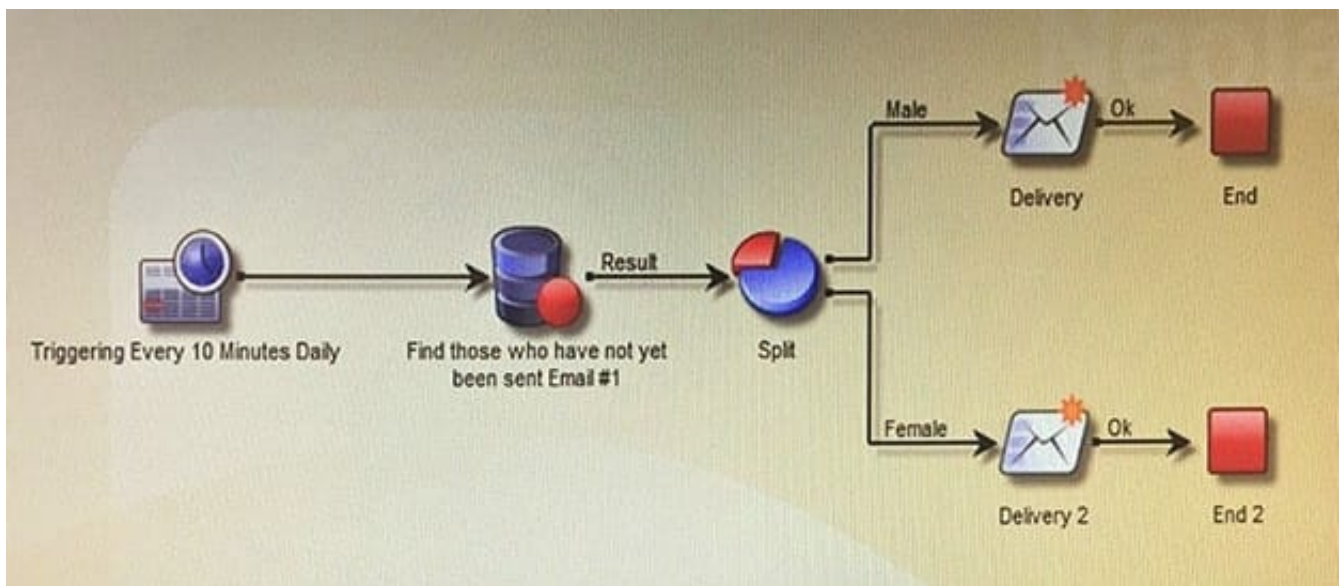 Male
Ok
Delivery
End
Result
Triggering Every 10 Minutes Daily
Find those who have not yet
been sent Email #1
Split
Female
Ok
Delivery 2
End 2